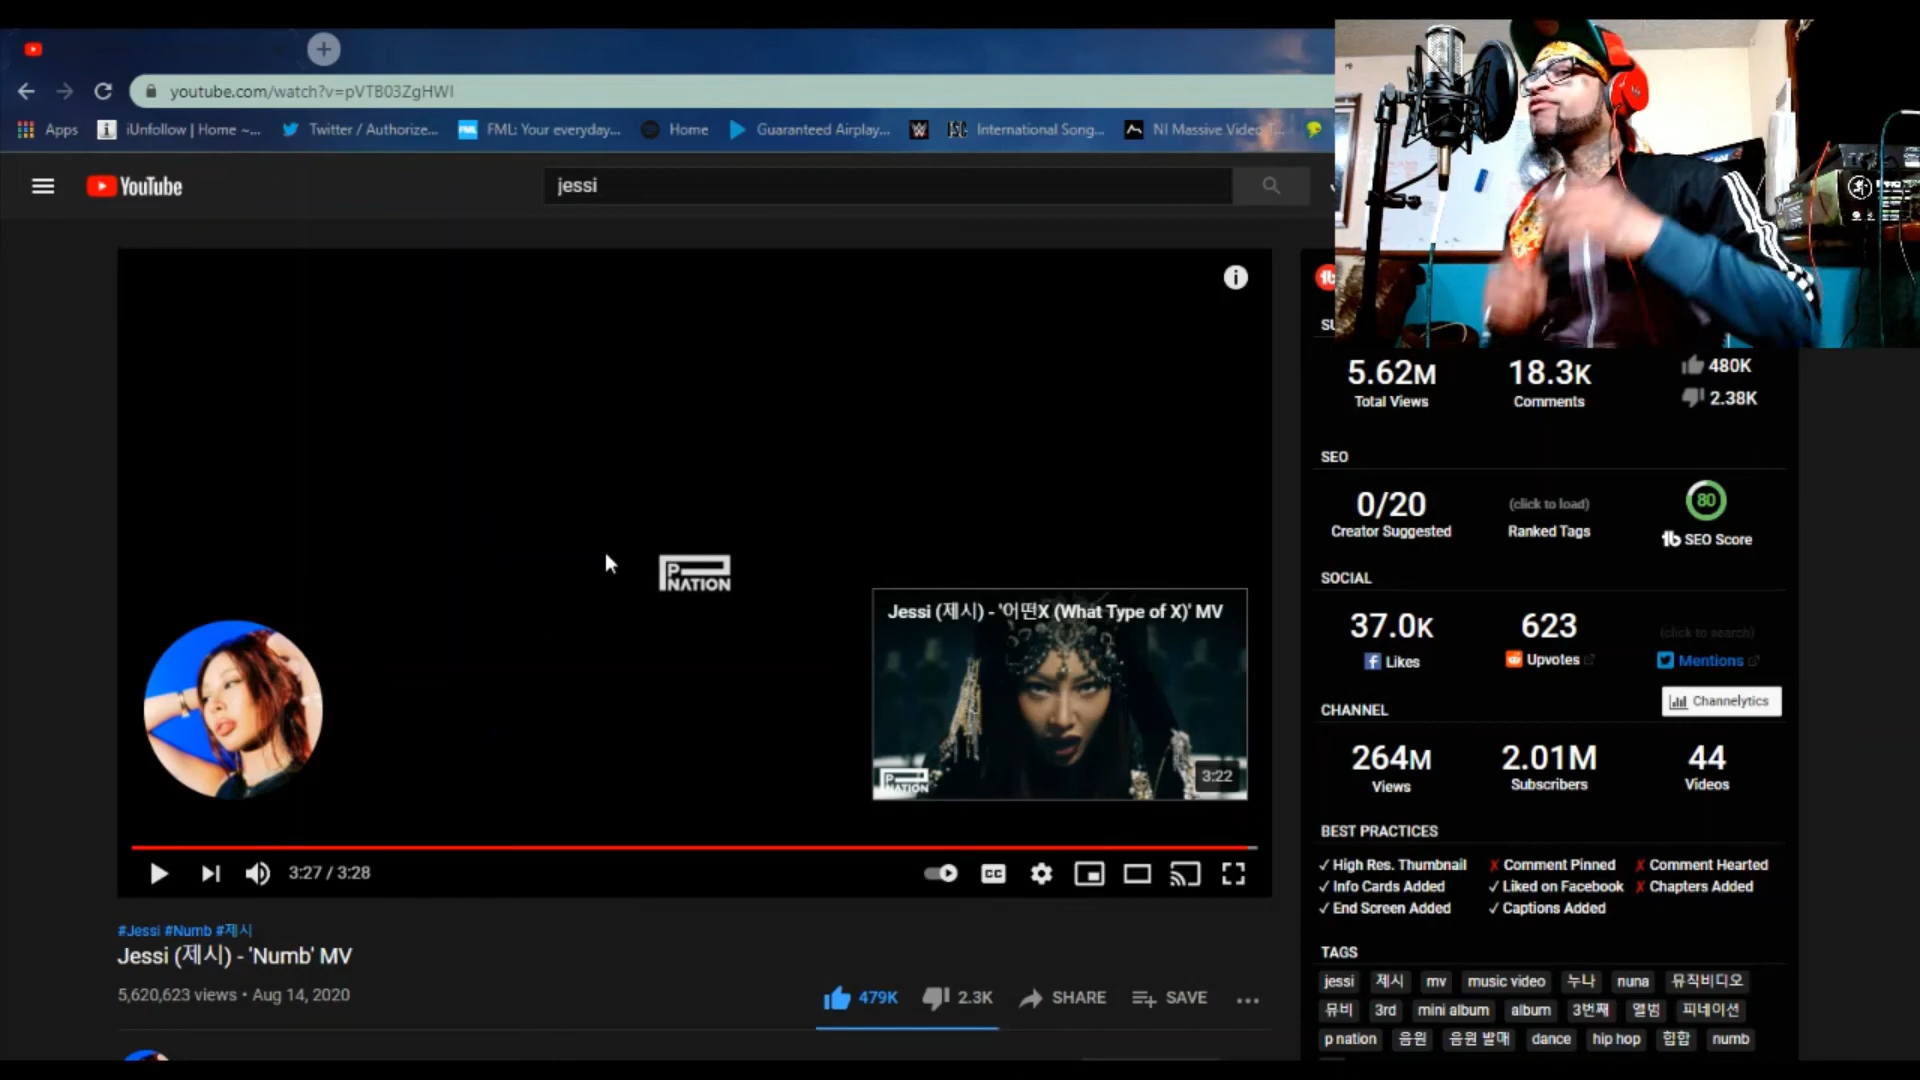 youtube.com/watch?v=pVTB03ZgHWI
Apps iUnfollow | Home ~... Twitter / Authorize... FML FML: Your everyday... Home Guaranteed Airplay... W ISC International Song... NI Massive Video T...
YouTube
jessi
i
P NATION
Jessi (제시) - '어떤X (What Type of X)' MV
P NATION
3:22
3:27 / 3:28
CC
#Jessi #Numb #제시
Jessi (제시) - 'Numb' MV
5,620,623 views • Aug 14, 2020
479K 2.3K SHARE SAVE
SU
5.62M 18.3K 480K
Total Views Comments 2.38K
SEO
0/20 (click to load) 80
Creator Suggested Ranked Tags SEO Score
SOCIAL
37.0K 623 (click to search)
Likes Upvotes Mentions
CHANNEL Channelytics
264M 2.01M 44
Views Subscribers Videos
BEST PRACTICES
✓ High Res. Thumbnail ✗ Comment Pinned ✗ Comment Hearted
✓ Info Cards Added ✓ Liked on Facebook ✗ Chapters Added
✓ End Screen Added ✓ Captions Added
TAGS
jessi 제시 mv music video 누나 nuna 뮤직비디오
뮤비 3rd mini album album 3번째 앨범 피네이션
p nation 음원 음원 발매 dance hip hop 힙합 numb